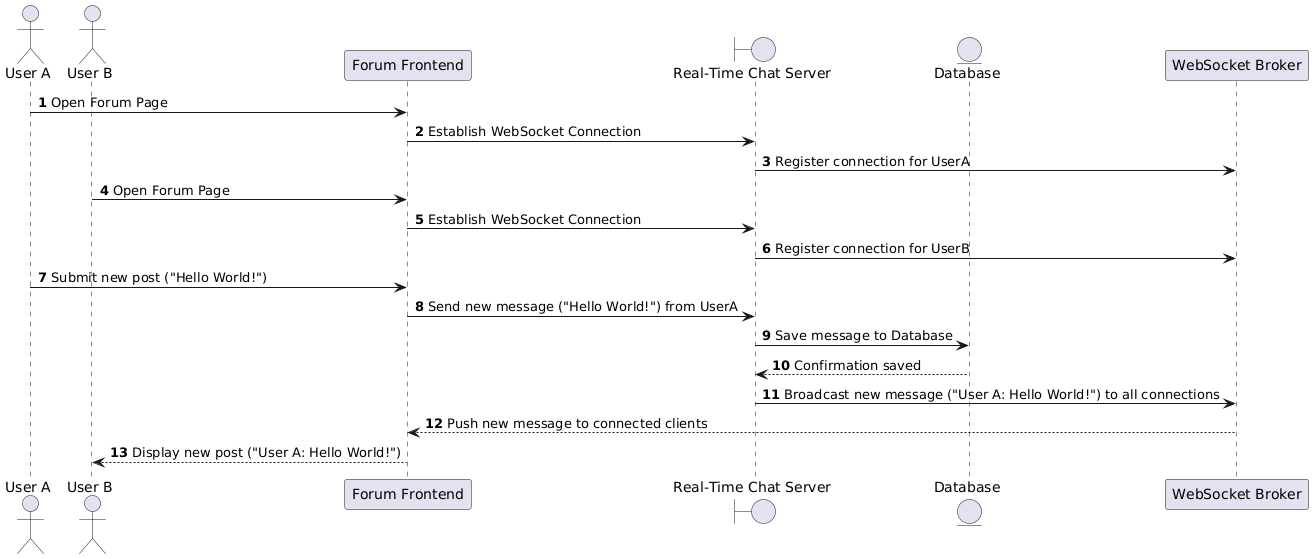 User A
User B
Forum Frontend
Real-Time Chat Server
Database
WebSocket Broker
1 Open Forum Page
2 Establish WebSocket Connection
3 Register connection for UserA
4 Open Forum Page
5 Establish WebSocket Connection
6 Register connection for UserB
7 Submit new post ("Hello World!")
8 Send new message ("Hello World!") from UserA
9 Save message to Database
10 Confirmation saved
11 Broadcast new message ("User A: Hello World!") to all connections
12 Push new message to connected clients
13 Display new post ("User A: Hello World!")
User A
User B
Forum Frontend
Real-Time Chat Server
Database
WebSocket Broker